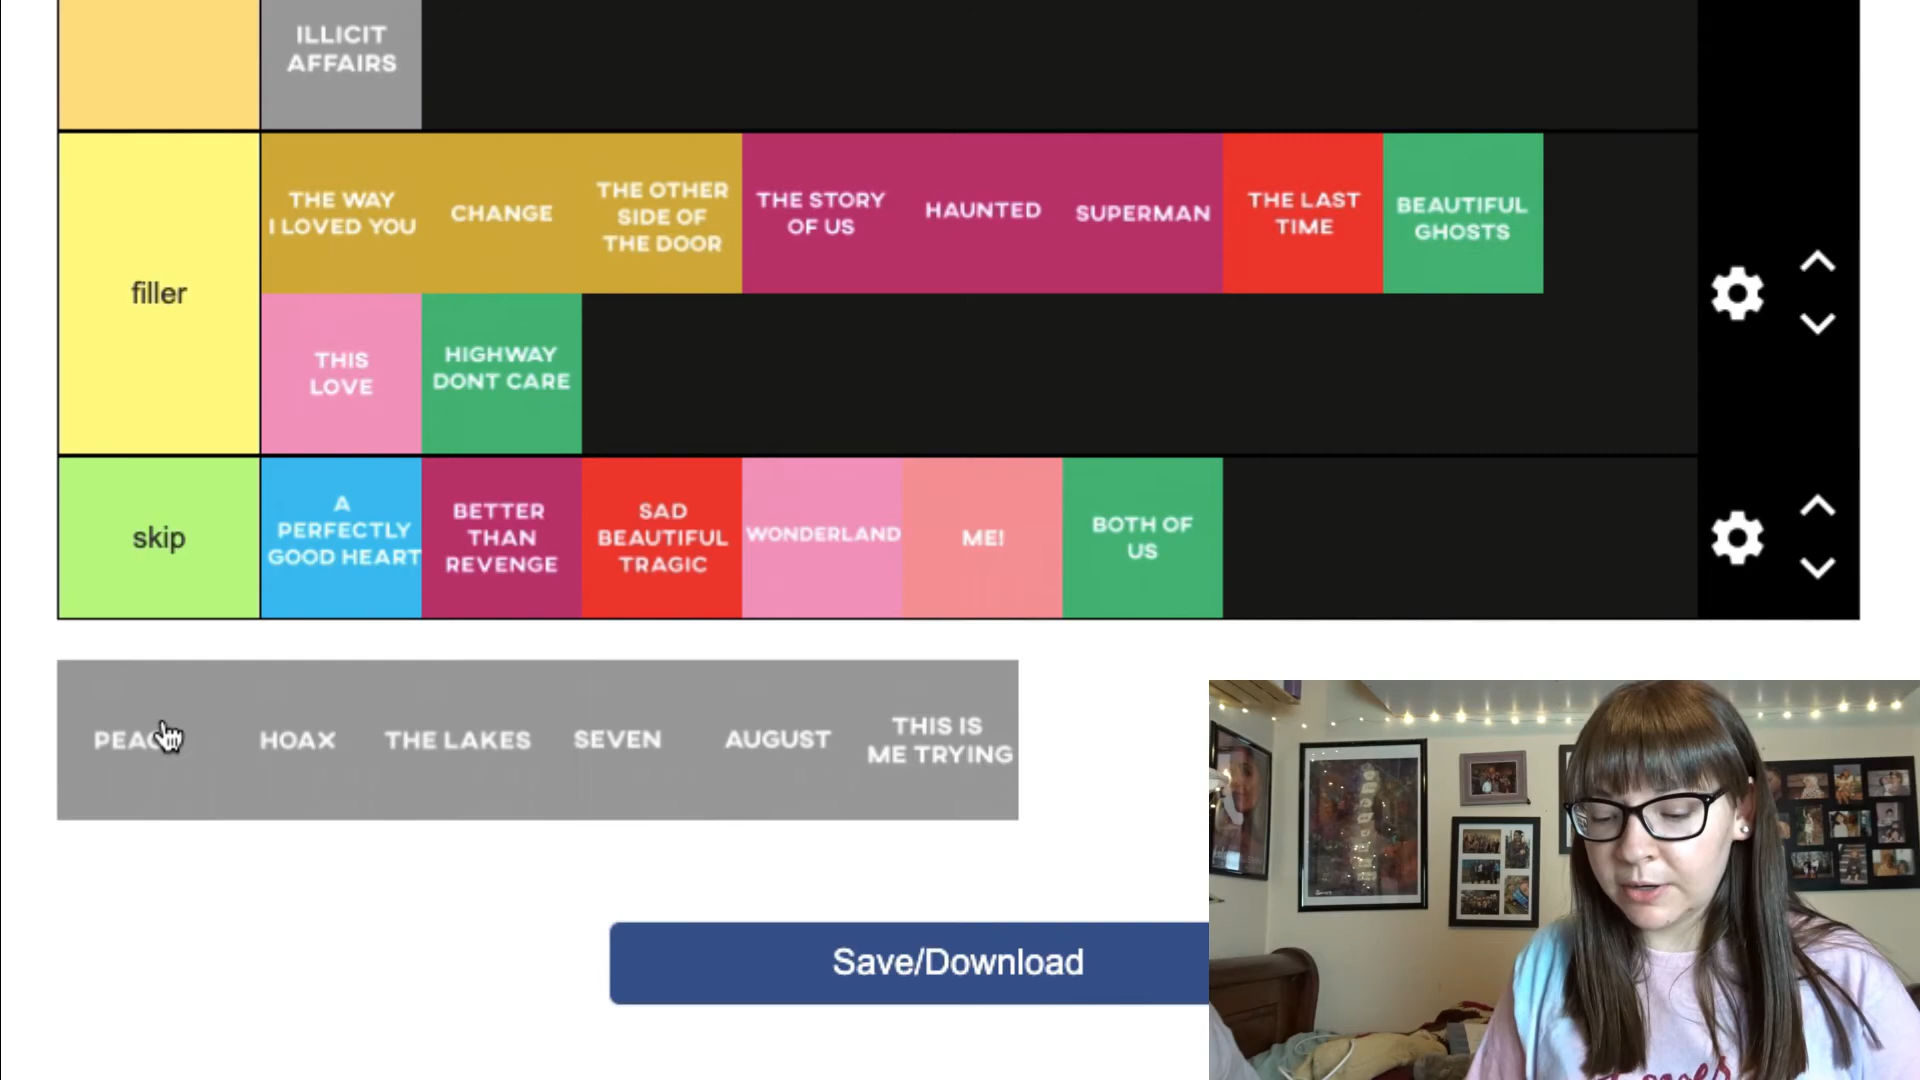 ILLICIT
AFFAIRS
filler
THE WAY
I LOVED YOU
CHANGE
THE OTHER
SIDE OF
THE DOOR
THE STORY
OF US
HAUNTED
SUPERMAN
THE LAST
TIME
BEAUTIFUL
GHOSTS
THIS
LOVE
HIGHWAY
DONT CARE
skip
A
PERFECTLY
GOOD HEART
BETTER
THAN
REVENGE
SAD
BEAUTIFUL
TRAGIC
WONDERLAND
ME!
BOTH OF
US
HOAX
THE LAKES
SEVEN
AUGUST
THIS IS
ME TRYING
Save/Download